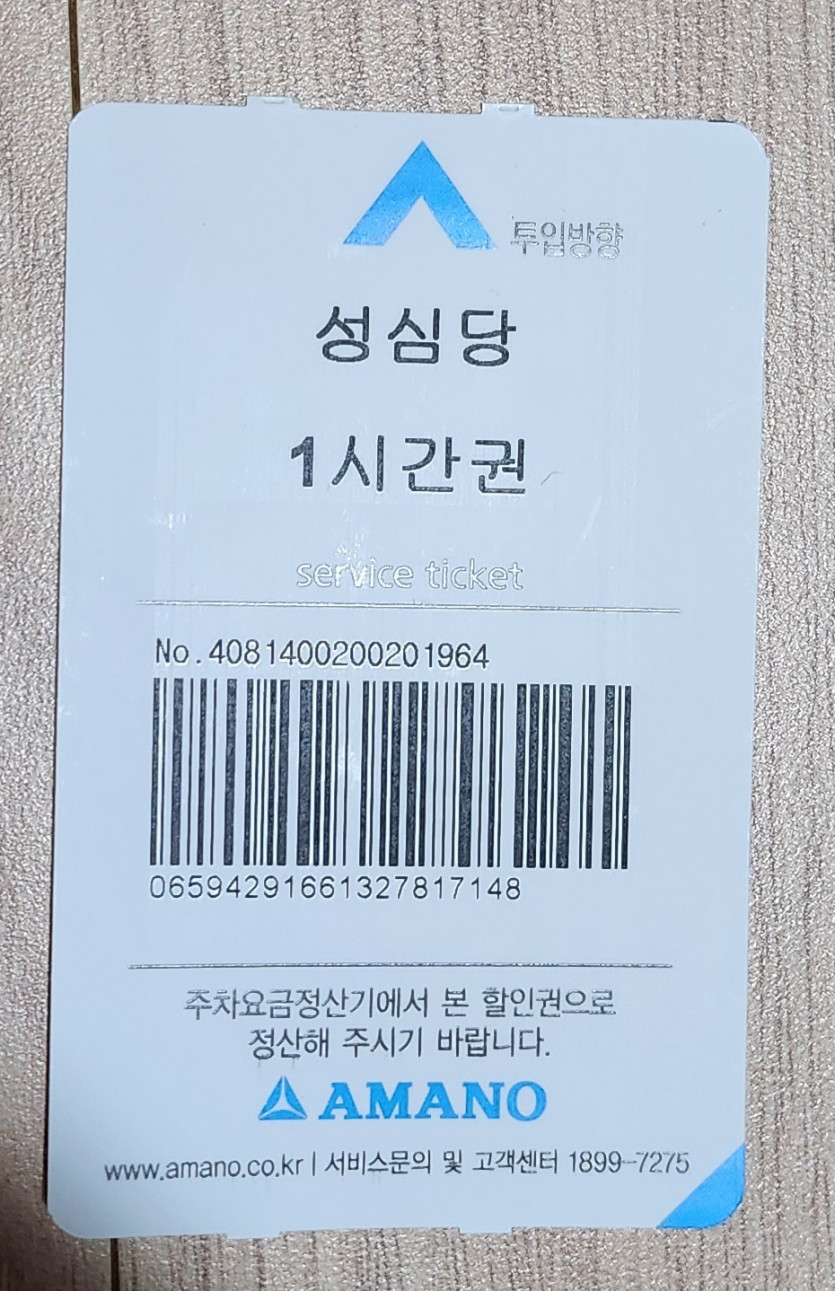 투입방향
성심당
1시간권
service ticket
No.4081400200201964
06594291661327817148
주차요금정산기에서 본 할인권으로
정산해 주시기 바랍니다.
AMANO
www.amano.co.kr | 서비스문의 및 고객센터 1899-7275